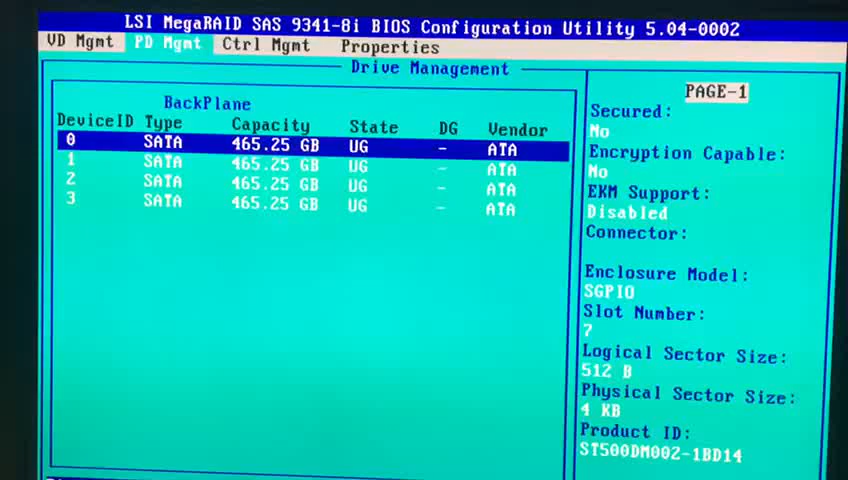 LSI MegaRAID SAS 9341-8i BIOS Configuration Utility 5.04-0002
VD Mgmt PD Mgmt Ctrl Mgmt Properties
Drive Management
BackPlane
DeviceID Type Capacity State DG Vendor
0 SATA 465.25 GB UG - ATA
1 SATA 465.25 GB UG - ATA
2 SATA 465.25 GB UG - ATA
3 SATA 465.25 GB UG - ATA
PAGE-1
Secured:
No
Encryption Capable:
No
EKM Support:
Disabled
Connector:
Enclosure Model:
SGPIO
Slot Number:
7
Logical Sector Size:
512 B
Physical Sector Size:
4 KB
Product ID:
ST500DM002-1BD14